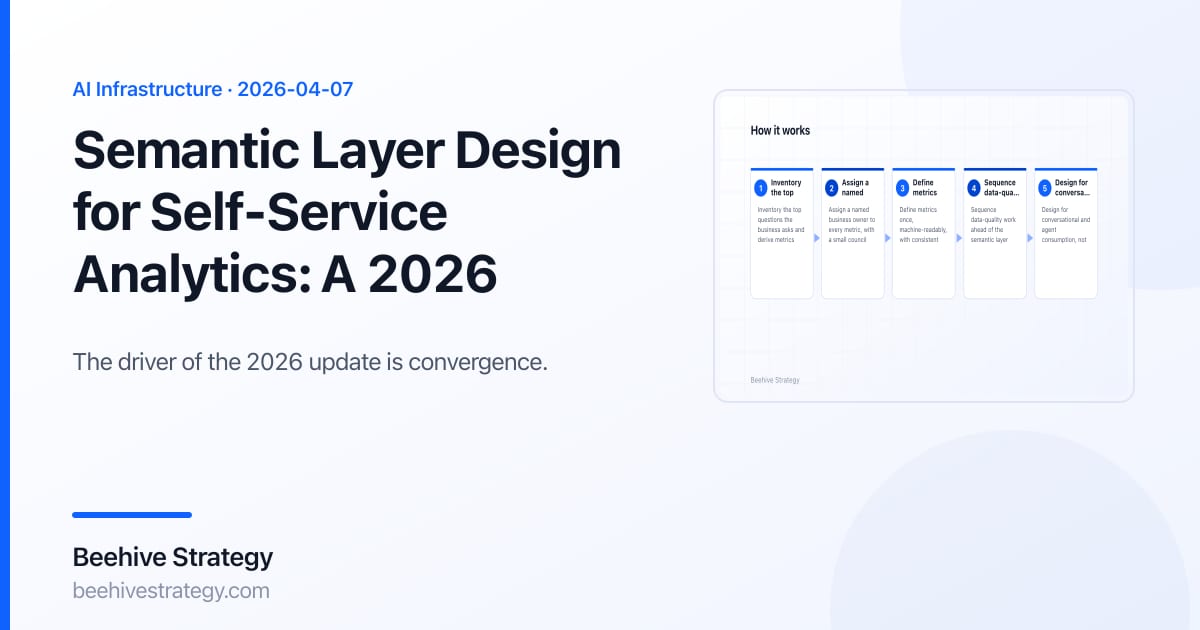 AI Infrastructure · 2026-04-07
Semantic Layer Design
for Self-Service
Analytics: A 2026
The driver of the 2026 update is convergence.
Beehive Strategy
beehivestrategy.com
How it works
1
Inventory
the top
Inventory the top
questions the
business asks and
derive metrics
2
Assign a
named
Assign a named
business owner to
every metric, with
a small council
3
Define
metrics
Define metrics
once,
machine-readably,
with consistent
4
Sequence
data-qua...
Sequence
data-quality work
ahead of the
semantic layer
5
Design for
conversa...
Design for
conversational and
agent
consumption, not
Beehive Strategy